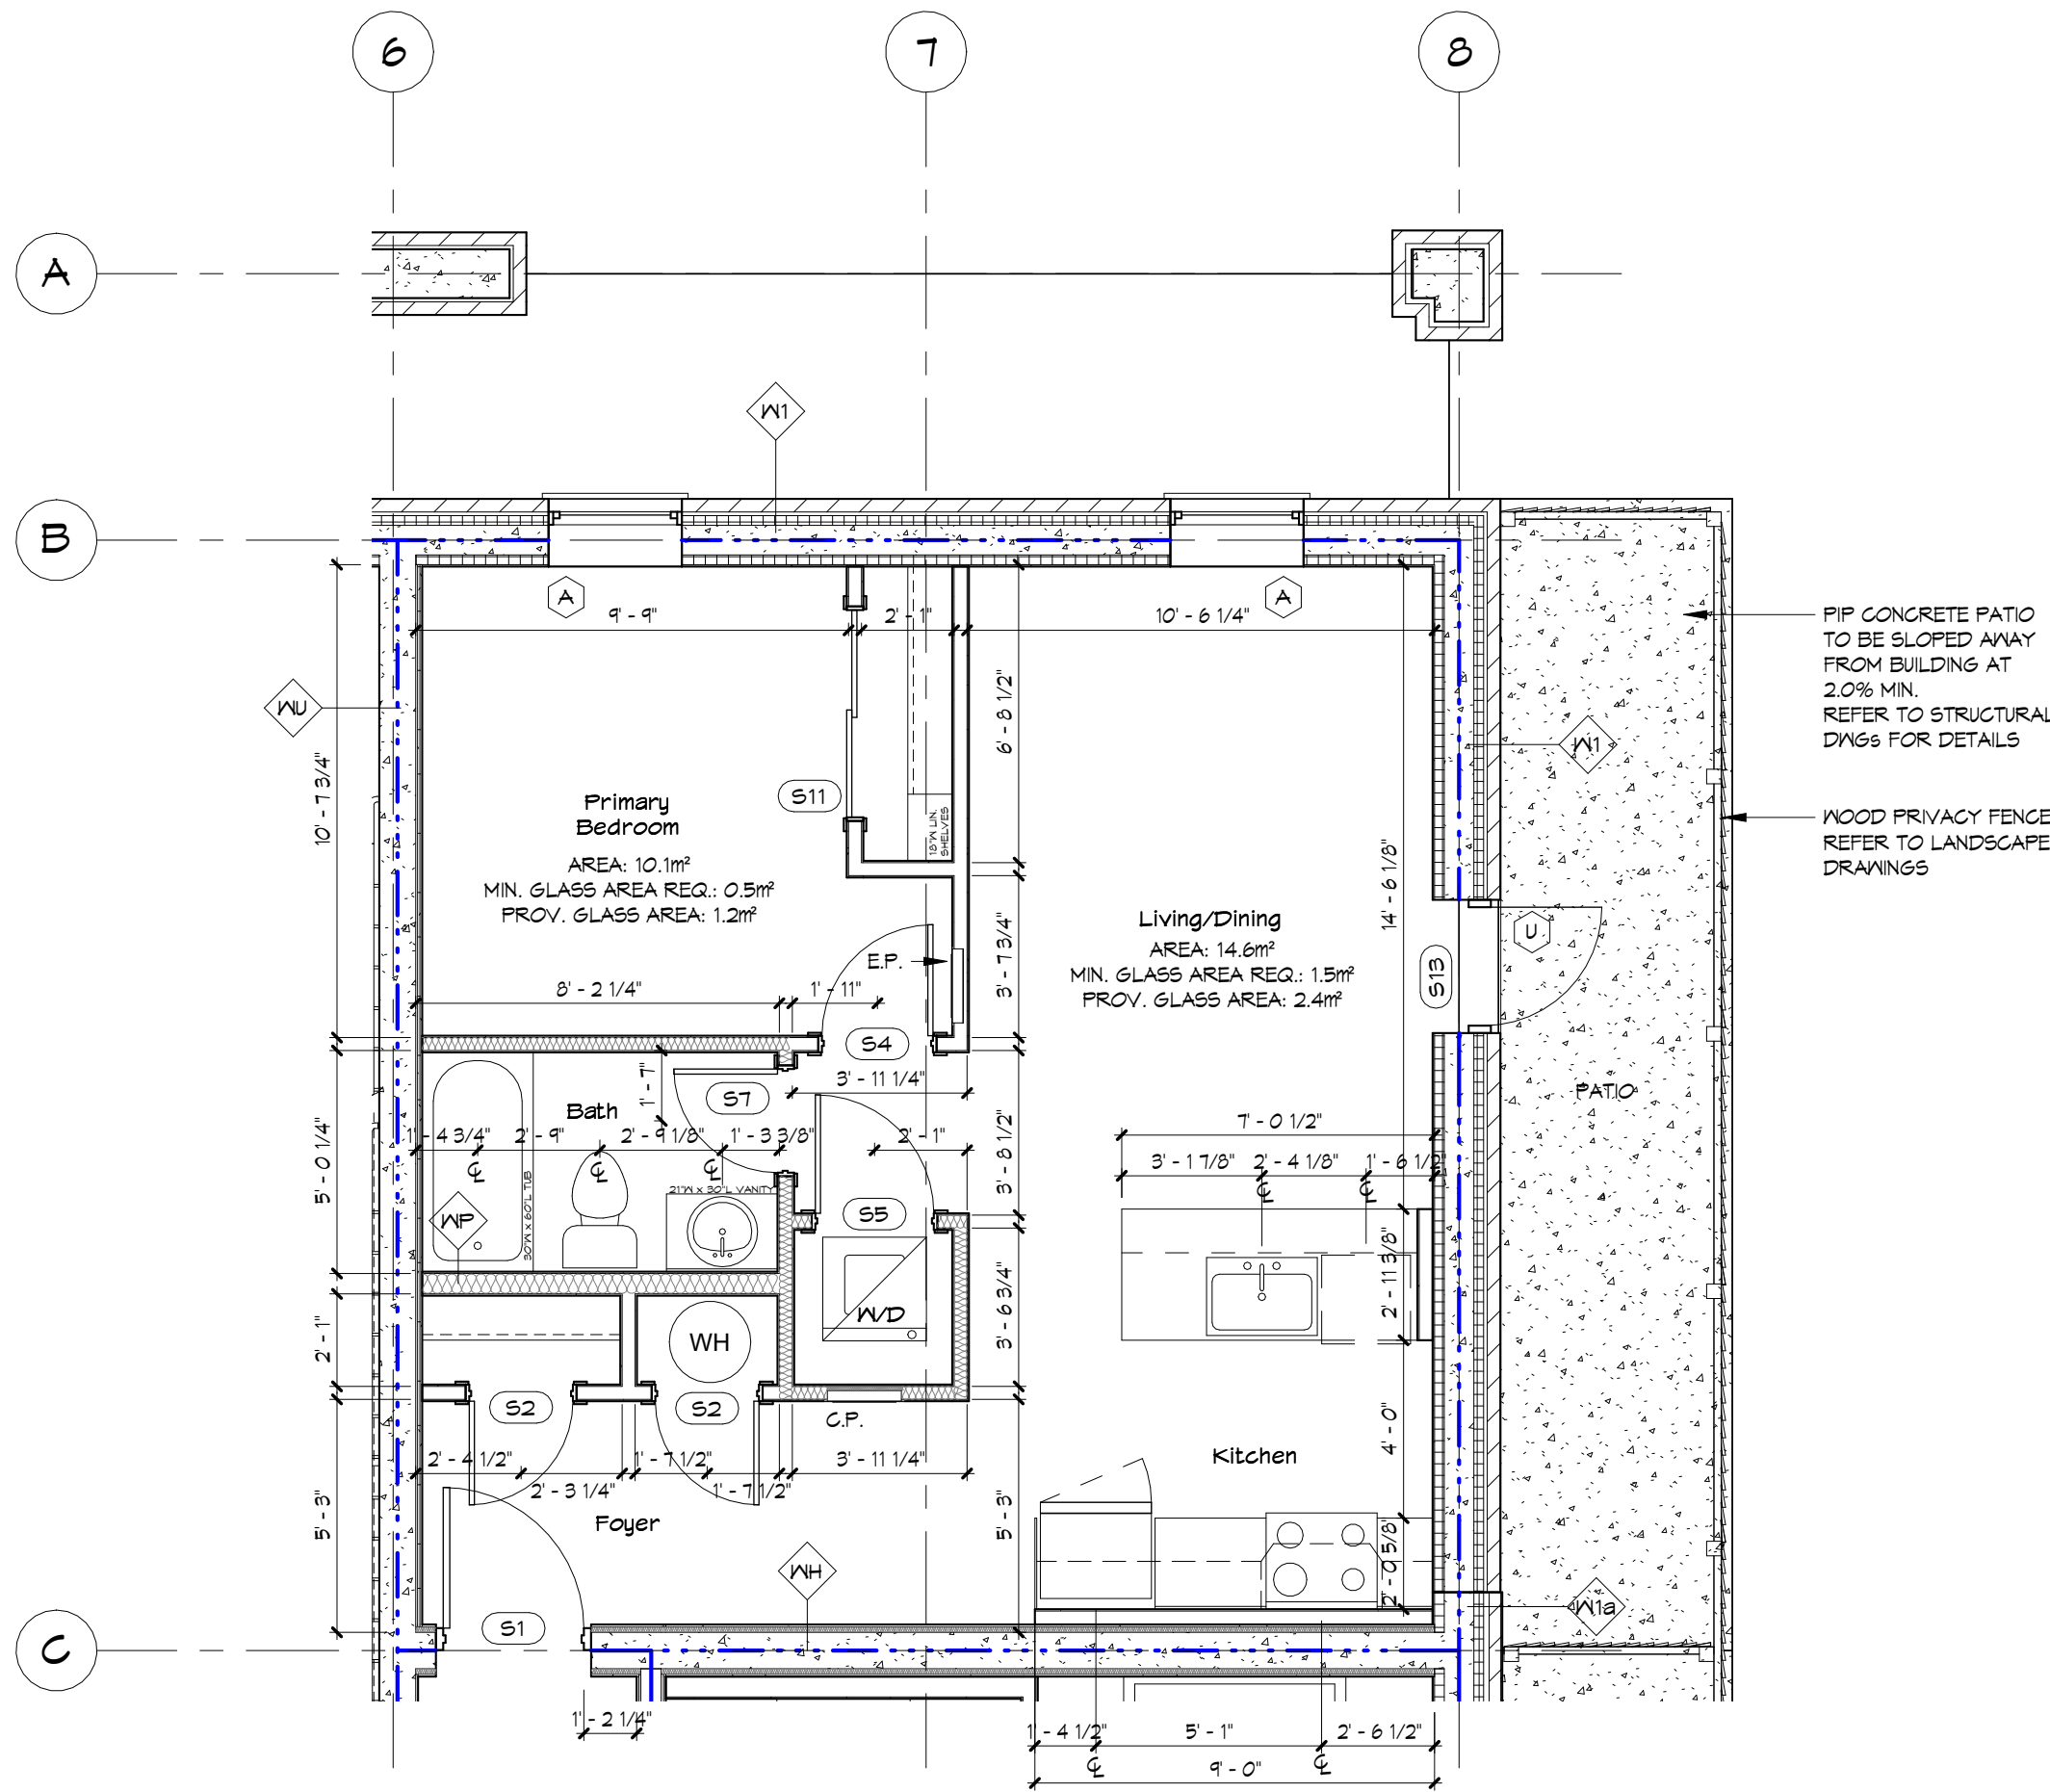 6
7
8
A
B
C
W1
A
A
9' - 9"
2' - 1"
10' - 6 1/4"
PIP CONCRETE PATIO
TO BE SLOPED AWAY
FROM BUILDING AT
2.0% MIN.
REFER TO STRUCTURAL
DWGs FOR DETAILS
WU
6' - 8 1/2"
W1
10' - 7 3/4"
S11
Primary
Bedroom
AREA: 10.1m²
MIN. GLASS AREA REQ.: 0.5m²
PROV. GLASS AREA: 1.2m²
18"W LIN.
SHELVES
WOOD PRIVACY FENCE
REFER TO LANDSCAPE
DRAWINGS
14' - 6 1/8"
Living/Dining
AREA: 14.6m²
MIN. GLASS AREA REQ.: 1.5m²
PROV. GLASS AREA: 2.4m²
E.P.
3' - 7 3/4"
S13
U
8' - 2 1/4"
1' - 11"
S4
3' - 11 1/4"
1' - 7"
S7
Bath
PATIO
7' - 0 1/2"
1' - 4 3/4"
2' - 9"
2' - 9 1/8"
1' - 3 3/8"
2' - 1"
3' - 8 1/2"
3' - 1 7/8"
2' - 4 1/8"
1' - 6 1/2"
5' - 0 1/4"
WP
30"W x 60"L TUB
21"W x 30"L VANITY
S5
2' - 11 3/8"
3' - 6 3/4"
W/D
WH
2' - 1"
S2
S2
C.P.
4' - 0"
Kitchen
2' - 4 1/2"
1' - 7 1/2"
3' - 11 1/4"
2' - 3 1/4"
1' - 7 1/2"
5' - 3"
5' - 3"
Foyer
WH
2' - 0 5/8"
W1a
S1
1' - 2 1/4"
1' - 4 1/2"
5' - 1"
2' - 6 1/2"
9' - 0"